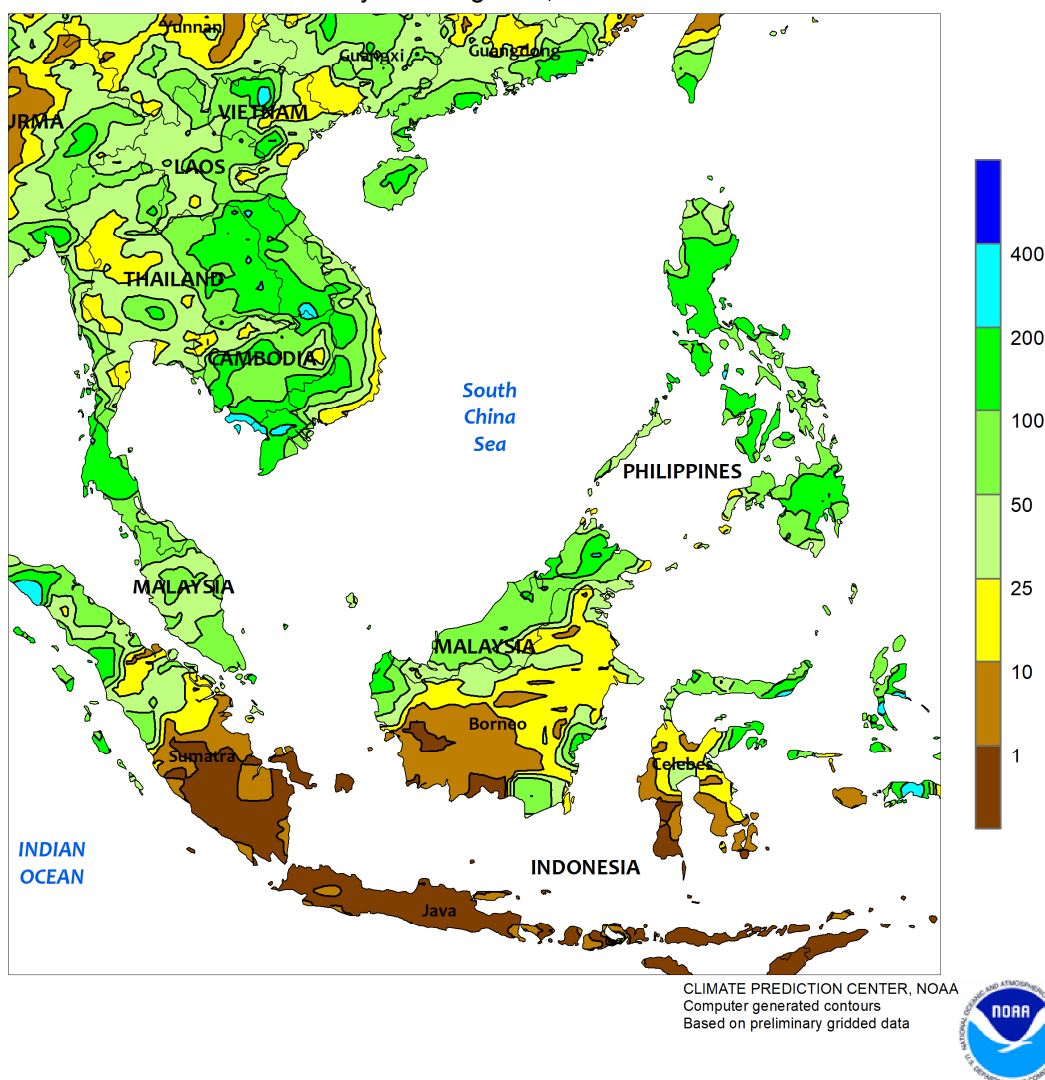 Yunnan
Guangxi
Guangdong
URMA
VIETNAM
LAOS
THAILAND
CAMBODIA
South
China
Sea
PHILIPPINES
MALAYSIA
MALAYSIA
Borneo
Sumatra
Celebes
INDIAN
OCEAN
INDONESIA
Java
400
200
100
50
25
10
1
CLIMATE PREDICTION CENTER, NOAA
Computer generated contours
Based on preliminary gridded data
NOAA